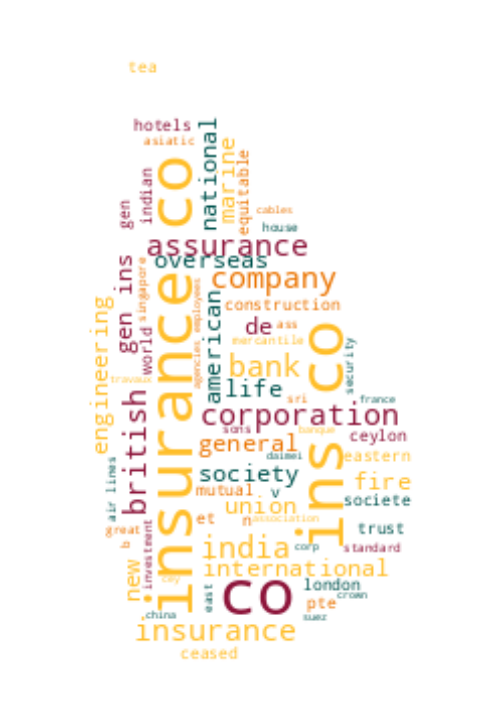 tea
hotels
asiatic
national
marine
equitable
indian
gen
cables
house
insurance co
assurance
overseas
gen ins
singapore
world
company
employees
agencies
american
construction
de
ass
mercantile
ins co
security
engineering
travaux
bank
life
sri
france
british
corporation
sons
banque
ceylon
general
daimei
eastern
air lines
society
v
mutual
fire
societe
union
great
et
n
association
trust
b
investment
india
corp
standard
new
cey
international
east
co
london
crown
pte
china
suez
insurance
ceased